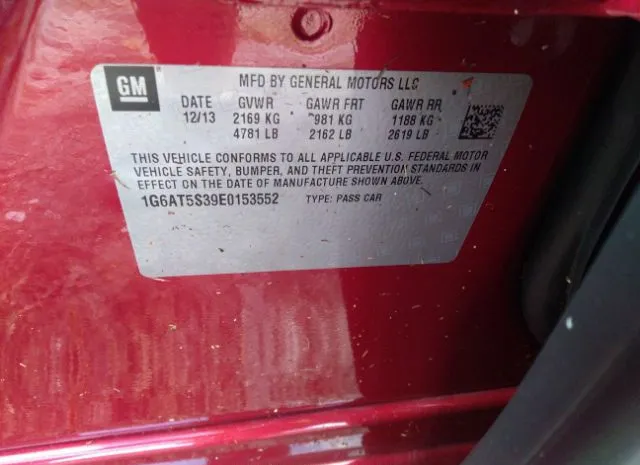 GM
MFD BY GENERAL MOTORS LLC
DATE GVWR GAWR FRT GAWR RR
12/13 2169 KG 981 KG 1188 KG
4781 LB 2162 LB 2619 LB
THIS VEHICLE CONFORMS TO ALL APPLICABLE U.S. FEDERAL MOTOR
VEHICLE SAFETY, BUMPER, AND THEFT PREVENTION STANDARDS IN
EFFECT ON THE DATE OF MANUFACTURE SHOWN ABOVE.
1G6AT5S39E0153552 TYPE: PASS CAR